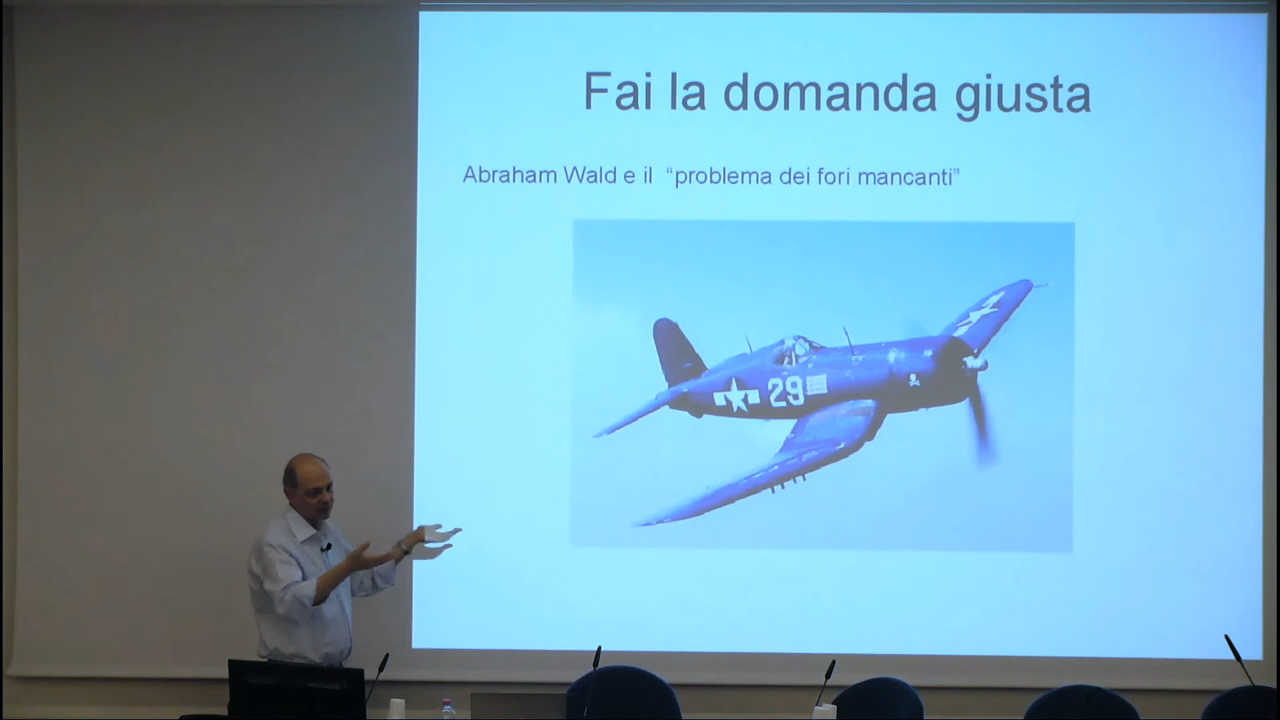 Fai la domanda giusta
Abraham Wald e il “problema dei fori mancanti”
29